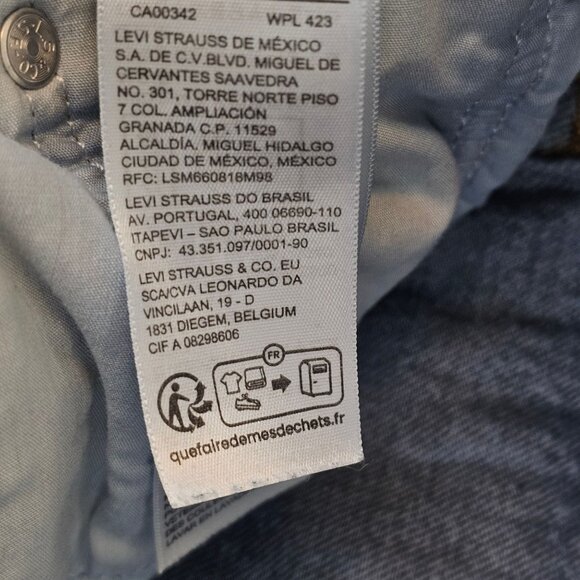 CA00342 WPL 423
LEVI STRAUSS DE MÉXICO
S.A. DE C.V.BLVD. MIGUEL DE
CERVANTES SAAVEDRA
NO. 301, TORRE NORTE PISO
7 COL. AMPLIACIÓN
GRANADA C.P. 11529
ALCALDÍA, MIGUEL HIDALGO
CIUDAD DE MÉXICO, MÉXICO
RFC: LSM660818M98
LEVI STRAUSS DO BRASIL
AV. PORTUGAL, 400 06690-110
ITAPEVI - SAO PAULO BRASIL
CNPJ: 43.351.097/0001-90
LEVI STRAUSS & CO. EU
SCA/CVA LEONARDO DA
VINCILAAN, 19 - D
1831 DIEGEM, BELGIUM
CIF A 08298606
FR
quefairedemesdechets.fr